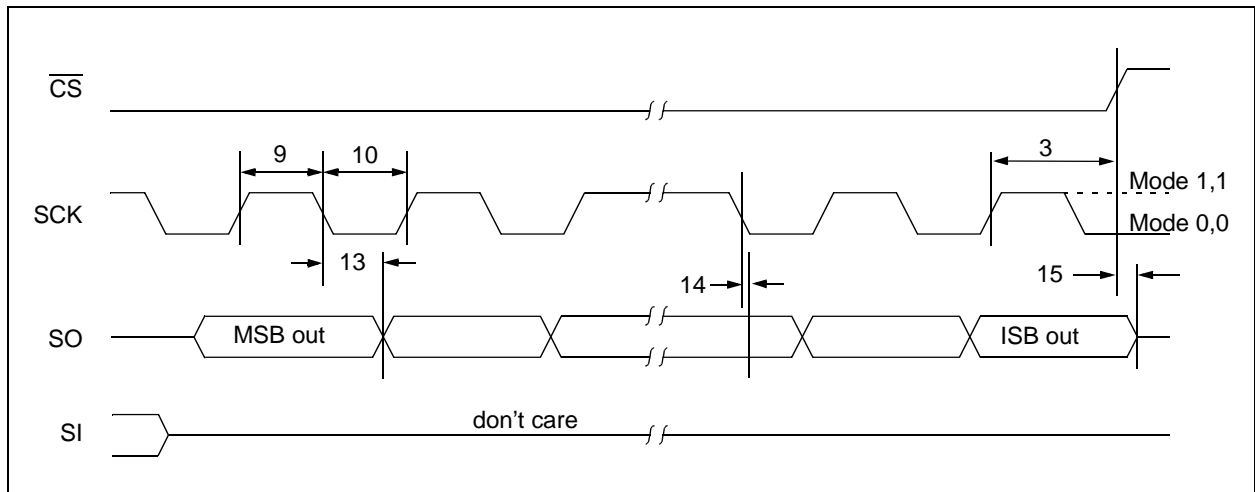 CS
9
10
3
Mode 1,1
SCK
Mode 0,0
13
14
15
SO
MSB out
ISB out
don't care
SI